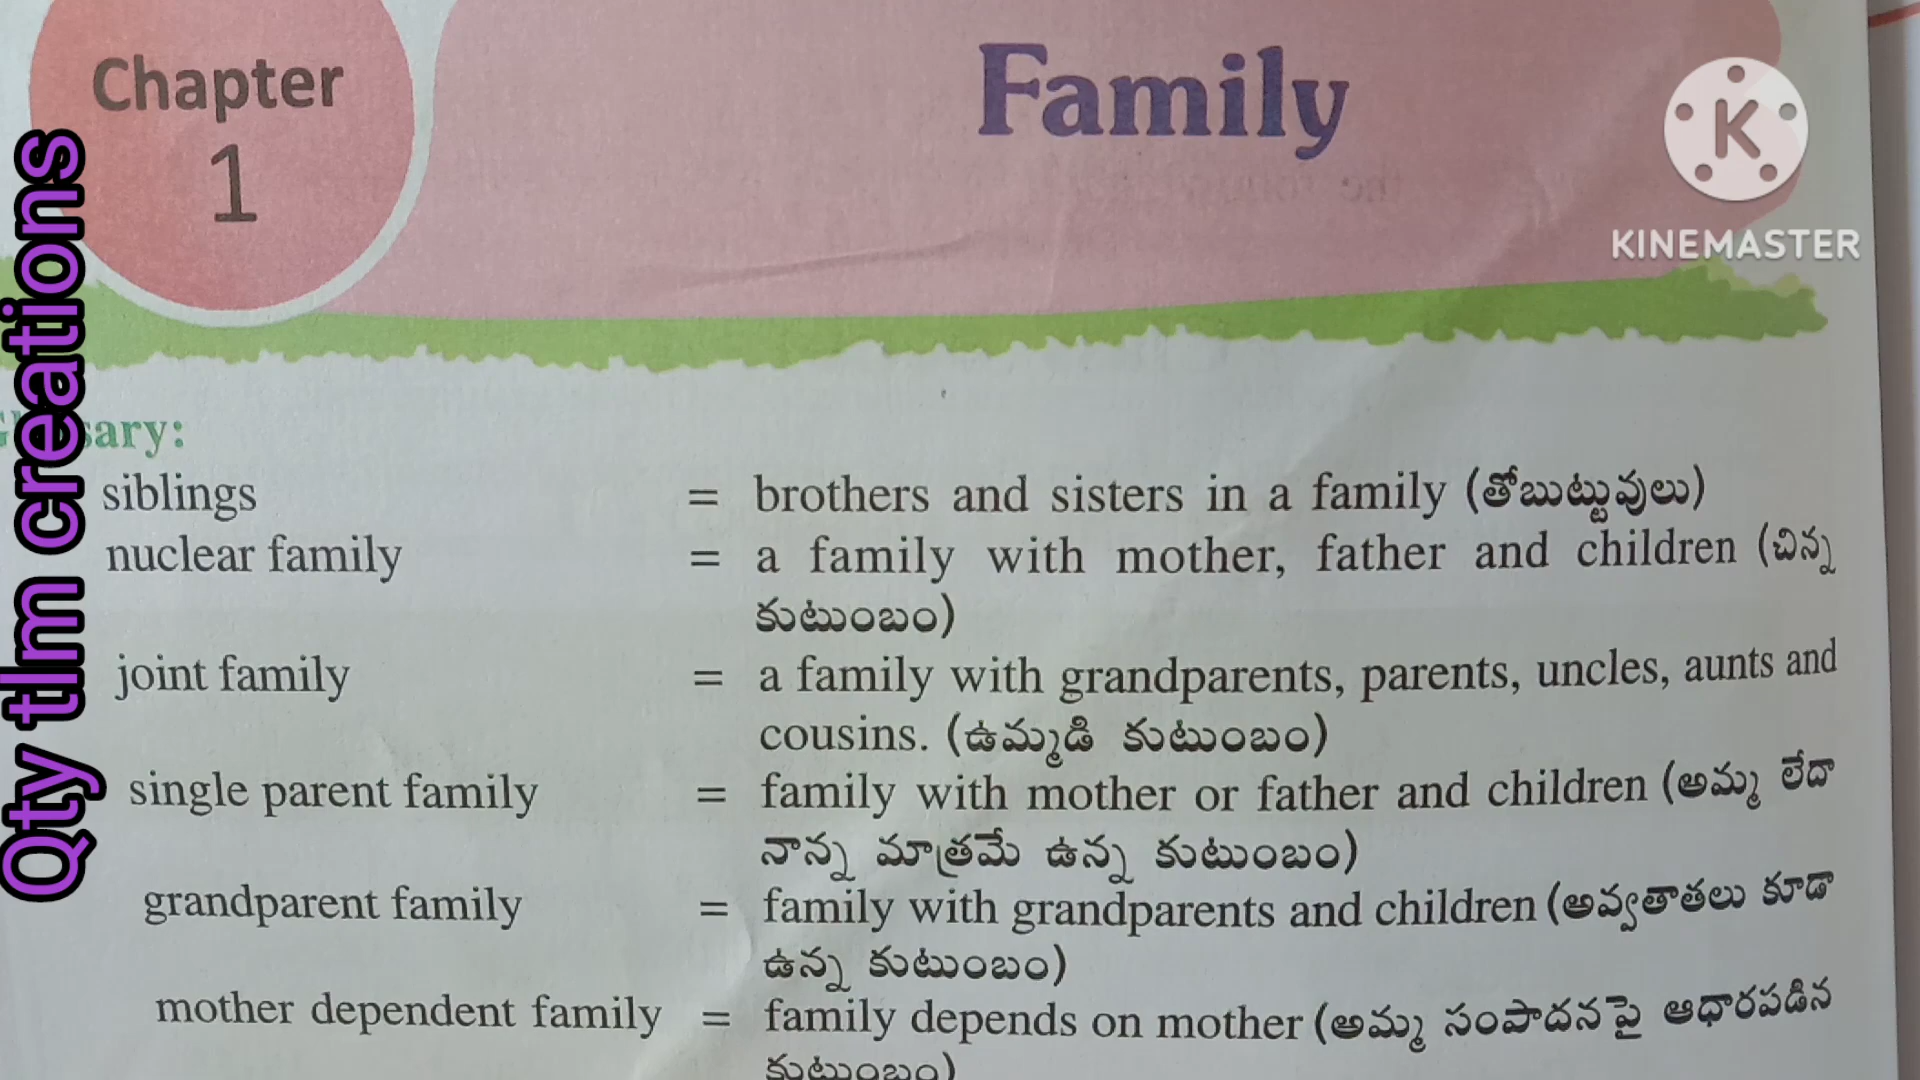 Chapter
1
Family
KINEMASTER
Qty tlm creations
Glossary:
siblings = brothers and sisters in a family (తోబుట్టువులు)
nuclear family = a family with mother, father and children (చిన్న
కుటుంబం)
joint family = a family with grandparents, parents, uncles, aunts and
cousins. (ఉమ్మడి కుటుంబం)
single parent family = family with mother or father and children (అమ్మ లేదా
నాన్న మాత్రమే ఉన్న కుటుంబం)
grandparent family = family with grandparents and children (అవ్వతాతలు కూడా
ఉన్న కుటుంబం)
mother dependent family = family depends on mother (అమ్మ సంపాదనపై ఆధారపడిన
కుటుంబం)